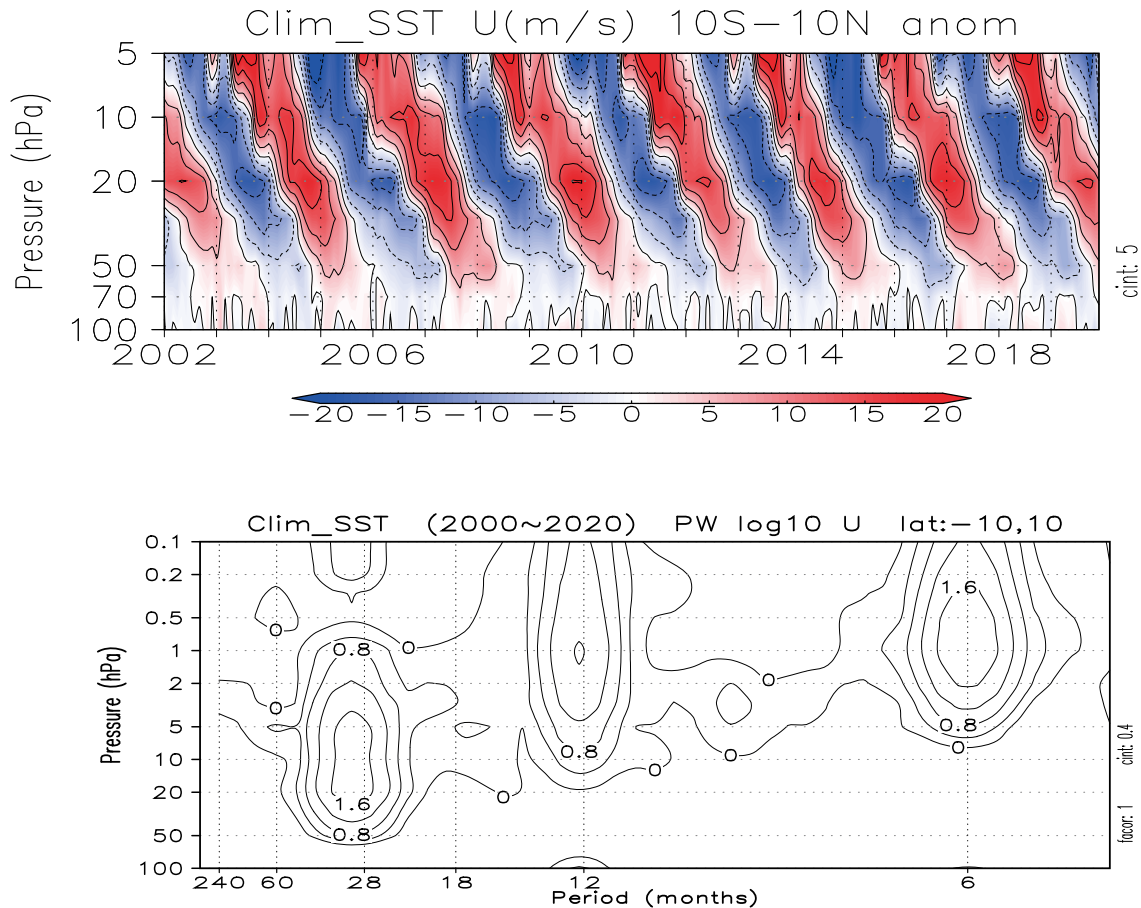 Clim_SST U(m/s) 10S-10N anom
Pressure (hPa)
5
10
20
50
70
100
2002 2006 2010 2014 2018
cint: 5
-20 -15 -10 -5 0 5 10 15 20
Clim_SST (2000~2020) PW log10 U lat:-10,10
Pressure (hPa)
0.1
0.2
0.5
1
2
5
10
20
50
100
1.6
0
0.8
0
0
0
0.8
0.8
0
0
0
0
1.6
0.8
240 60 28 18 12 6
Period (months)
cint: 0.4
facor: 1